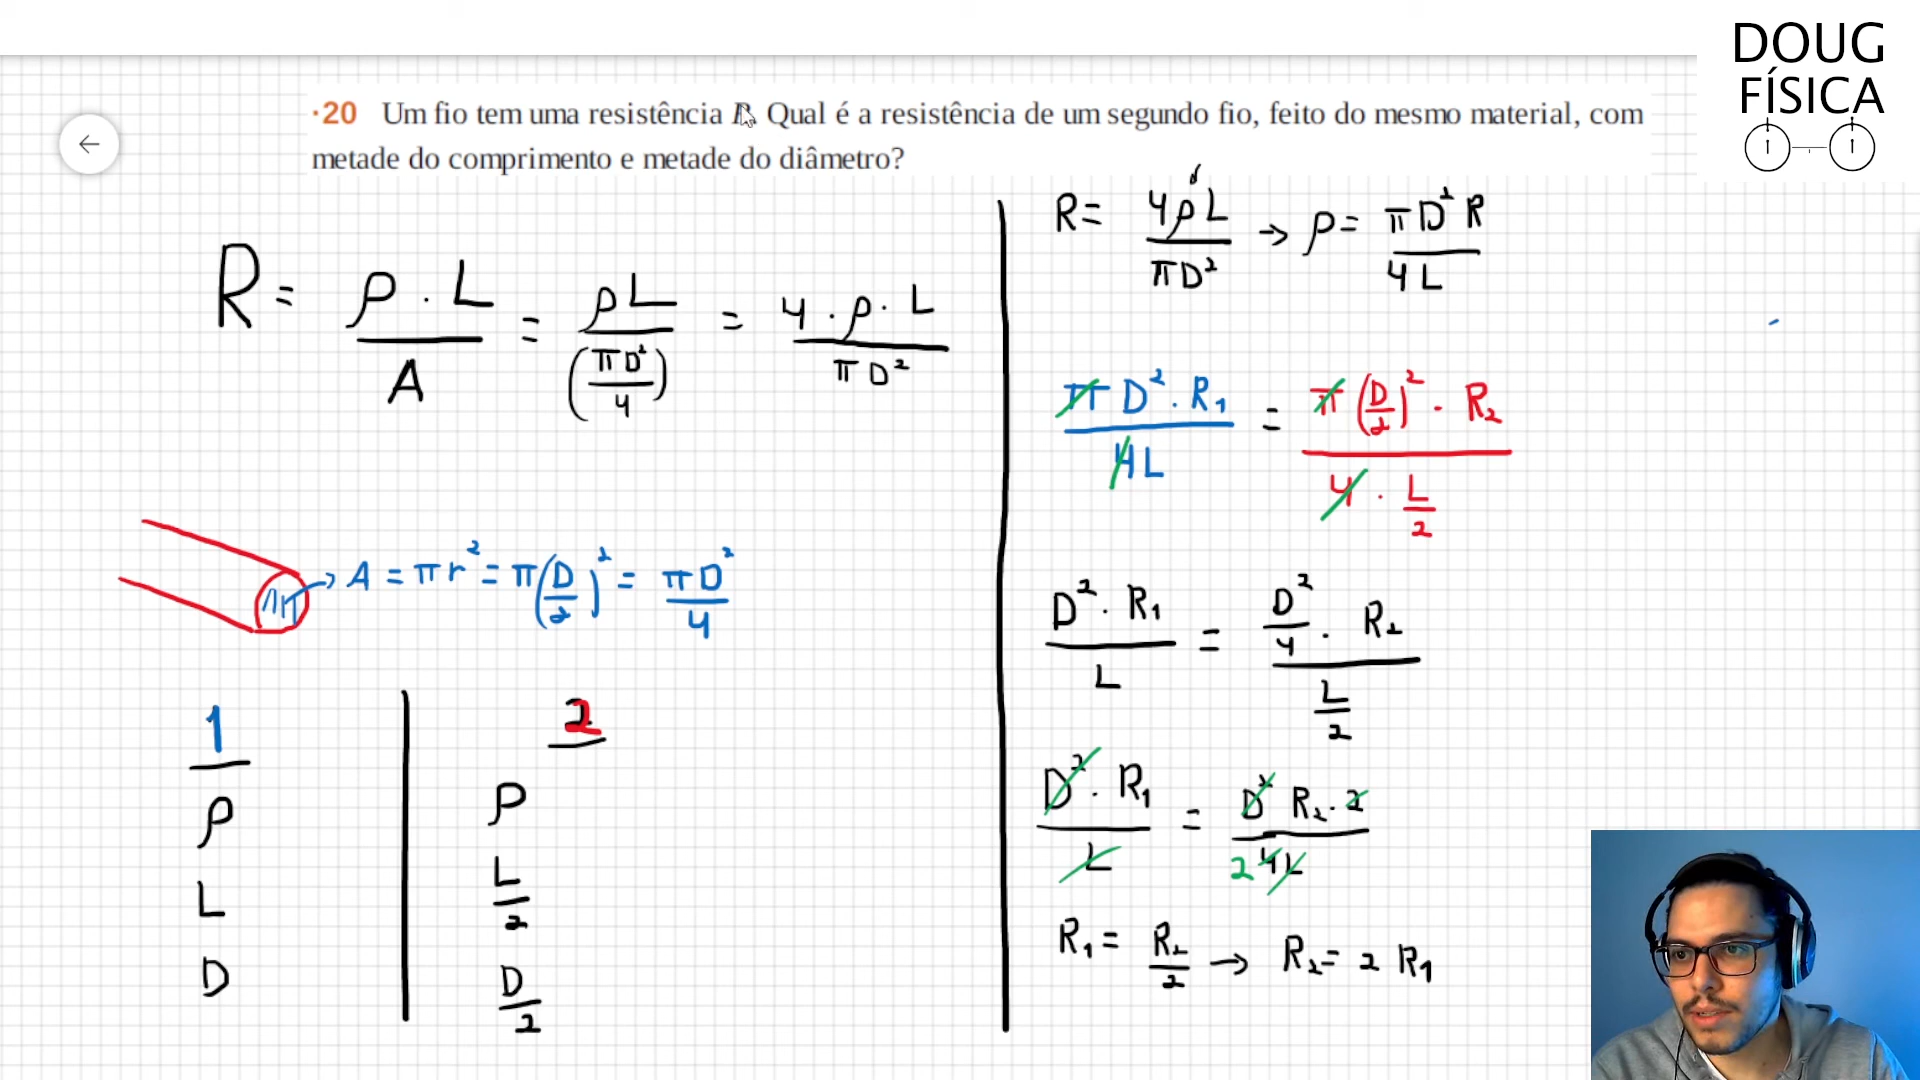 DOUG
FÍSICA
·20 Um fio tem uma resistência R. Qual é a resistência de um segundo fio, feito do mesmo material, com
metade do comprimento e metade do diâmetro?
R = ρ . L / A = ρL / (πD²/4) = 4 . ρ . L / πD²
A = πr² = π(D/2)² = πD²/4
1 | 2
ρ | ρ
L | L/2
D | D/2
R = 4ρL / πD² → ρ = πD²R / 4L
πD² . R₁ / 4L = π(D/2)² . R₂ / 4 . L/2
D² . R₁ / L = D²/4 . R₂ / L/2
D² . R₁ / L = D² R₂ . 2 / 2 4L
R₁ = R₂/2 → R₂ = 2 R₁